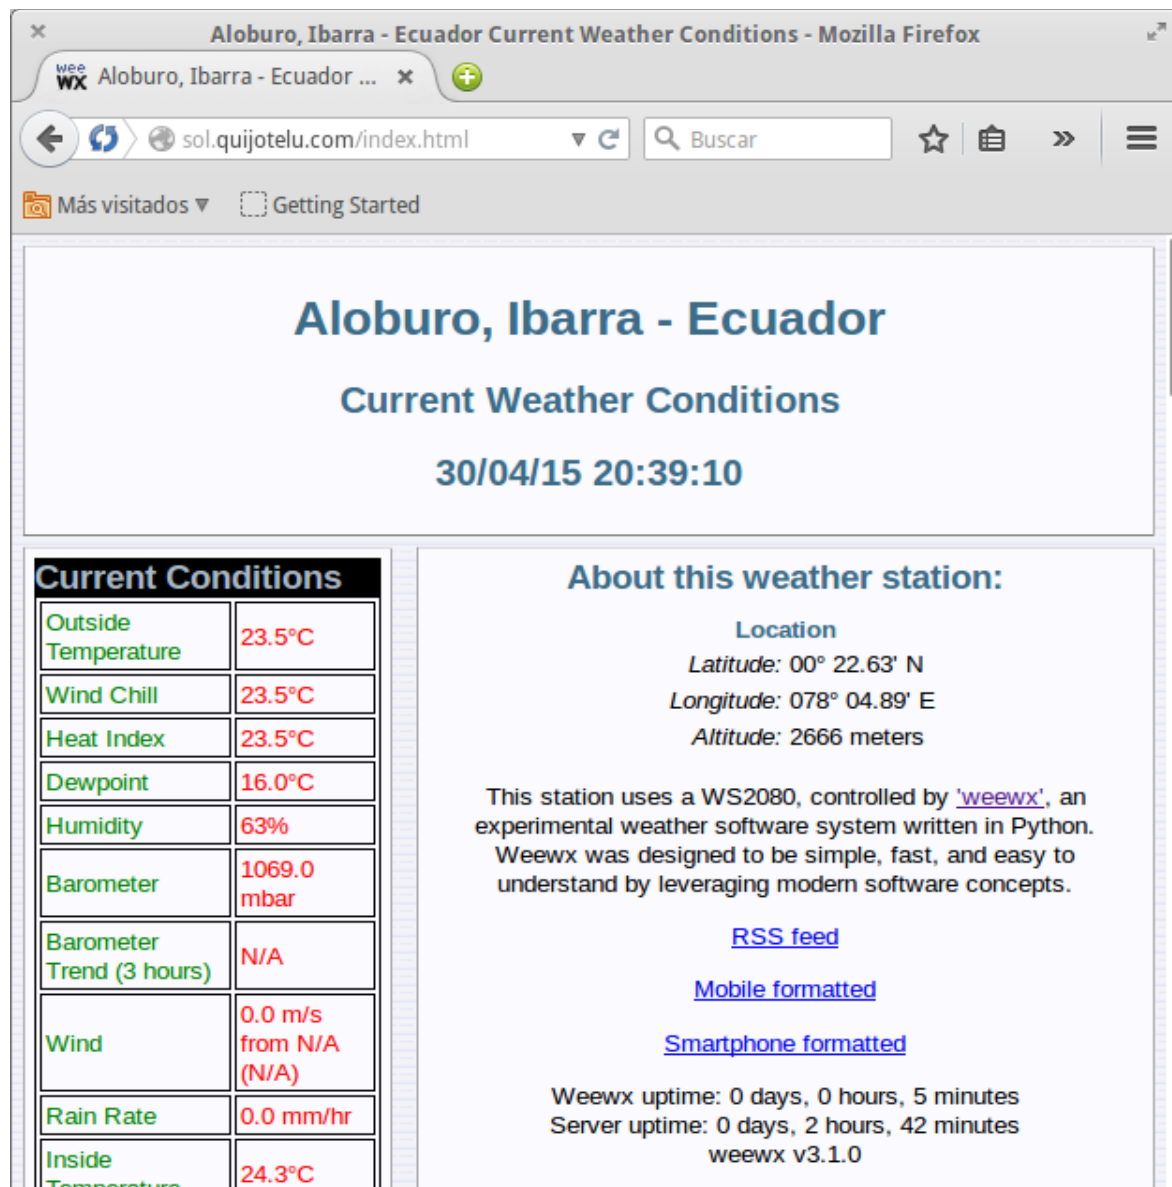 Aloburo, Ibarra - Ecuador Current Weather Conditions - Mozilla Firefox
wee
WX Aloburo, Ibarra - Ecuador ...
sol.quijotelu.com/index.html
Buscar
Más visitados
Getting Started
Aloburo, Ibarra - Ecuador
Current Weather Conditions
30/04/15 20:39:10
Current Conditions
Outside
Temperature
23.5°C
Wind Chill
23.5°C
Heat Index
23.5°C
Dewpoint
16.0°C
Humidity
63%
Barometer
1069.0
mbar
Barometer
Trend (3 hours)
N/A
Wind
0.0 m/s
from N/A
(N/A)
Rain Rate
0.0 mm/hr
Inside
Temperature
24.3°C
About this weather station:
Location
Latitude: 00° 22.63' N
Longitude: 078° 04.89' E
Altitude: 2666 meters
This station uses a WS2080, controlled by 'weewx', an
experimental weather software system written in Python.
Weewx was designed to be simple, fast, and easy to
understand by leveraging modern software concepts.
RSS feed
Mobile formatted
Smartphone formatted
Weewx uptime: 0 days, 0 hours, 5 minutes
Server uptime: 0 days, 2 hours, 42 minutes
weewx v3.1.0